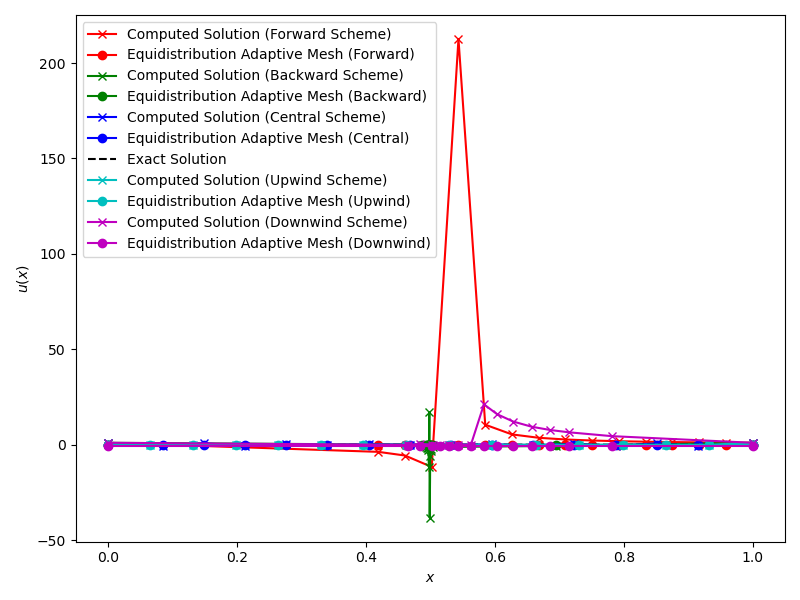 Computed Solution (Forward Scheme)
Equidistribution Adaptive Mesh (Forward)
Computed Solution (Backward Scheme)
Equidistribution Adaptive Mesh (Backward)
Computed Solution (Central Scheme)
Equidistribution Adaptive Mesh (Central)
Exact Solution
Computed Solution (Upwind Scheme)
Equidistribution Adaptive Mesh (Upwind)
Computed Solution (Downwind Scheme)
Equidistribution Adaptive Mesh (Downwind)
200
150
100
50
0
−50
u(x)
0.0 0.2 0.4 0.6 0.8 1.0
x